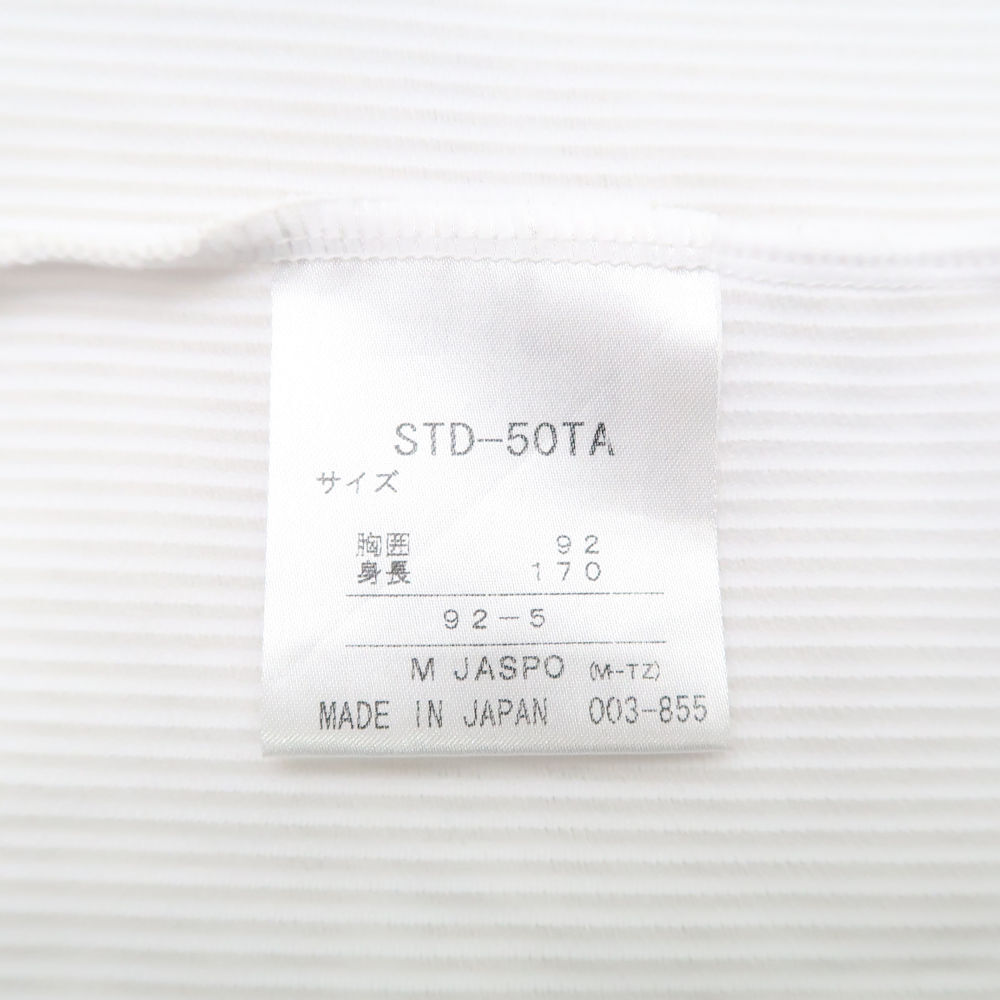 STD-50TA
サイズ
胸囲 92
身長 170
92-5
M JASPO (M-TZ)
MADE IN JAPAN 003-855